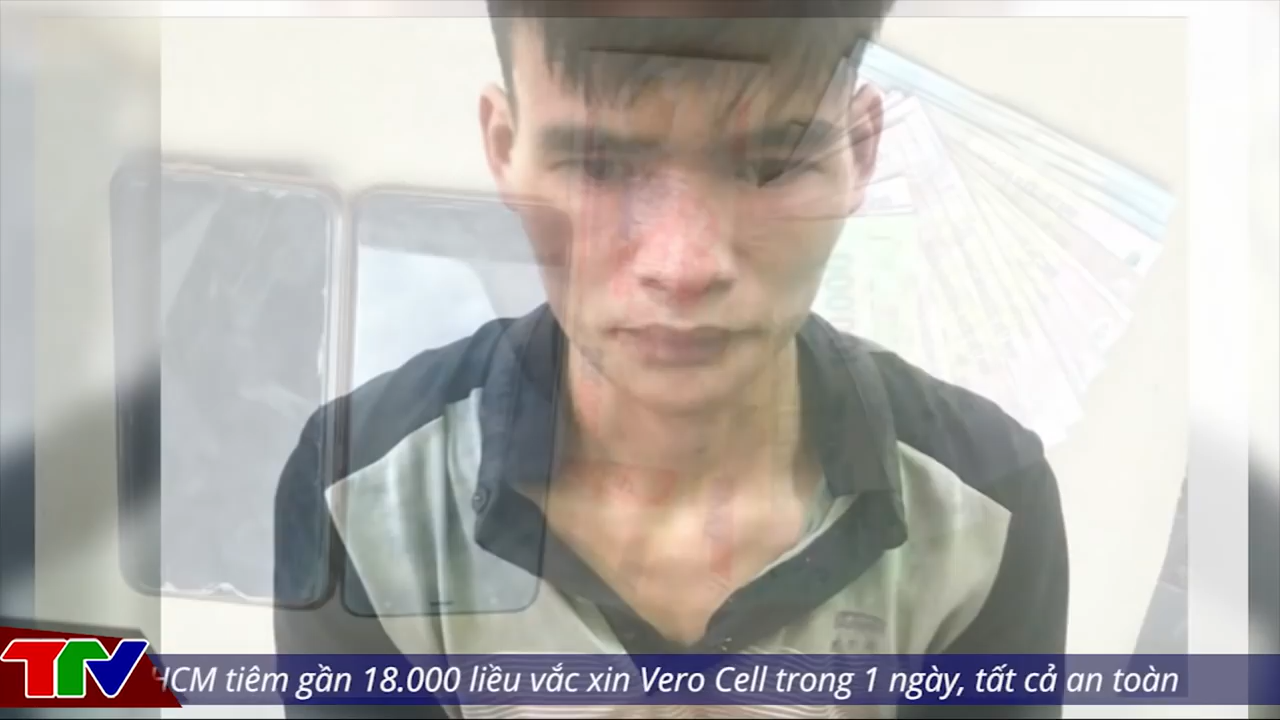 TTV
HCM tiêm gần 18.000 liều vắc xin Vero Cell trong 1 ngày, tất cả an toàn